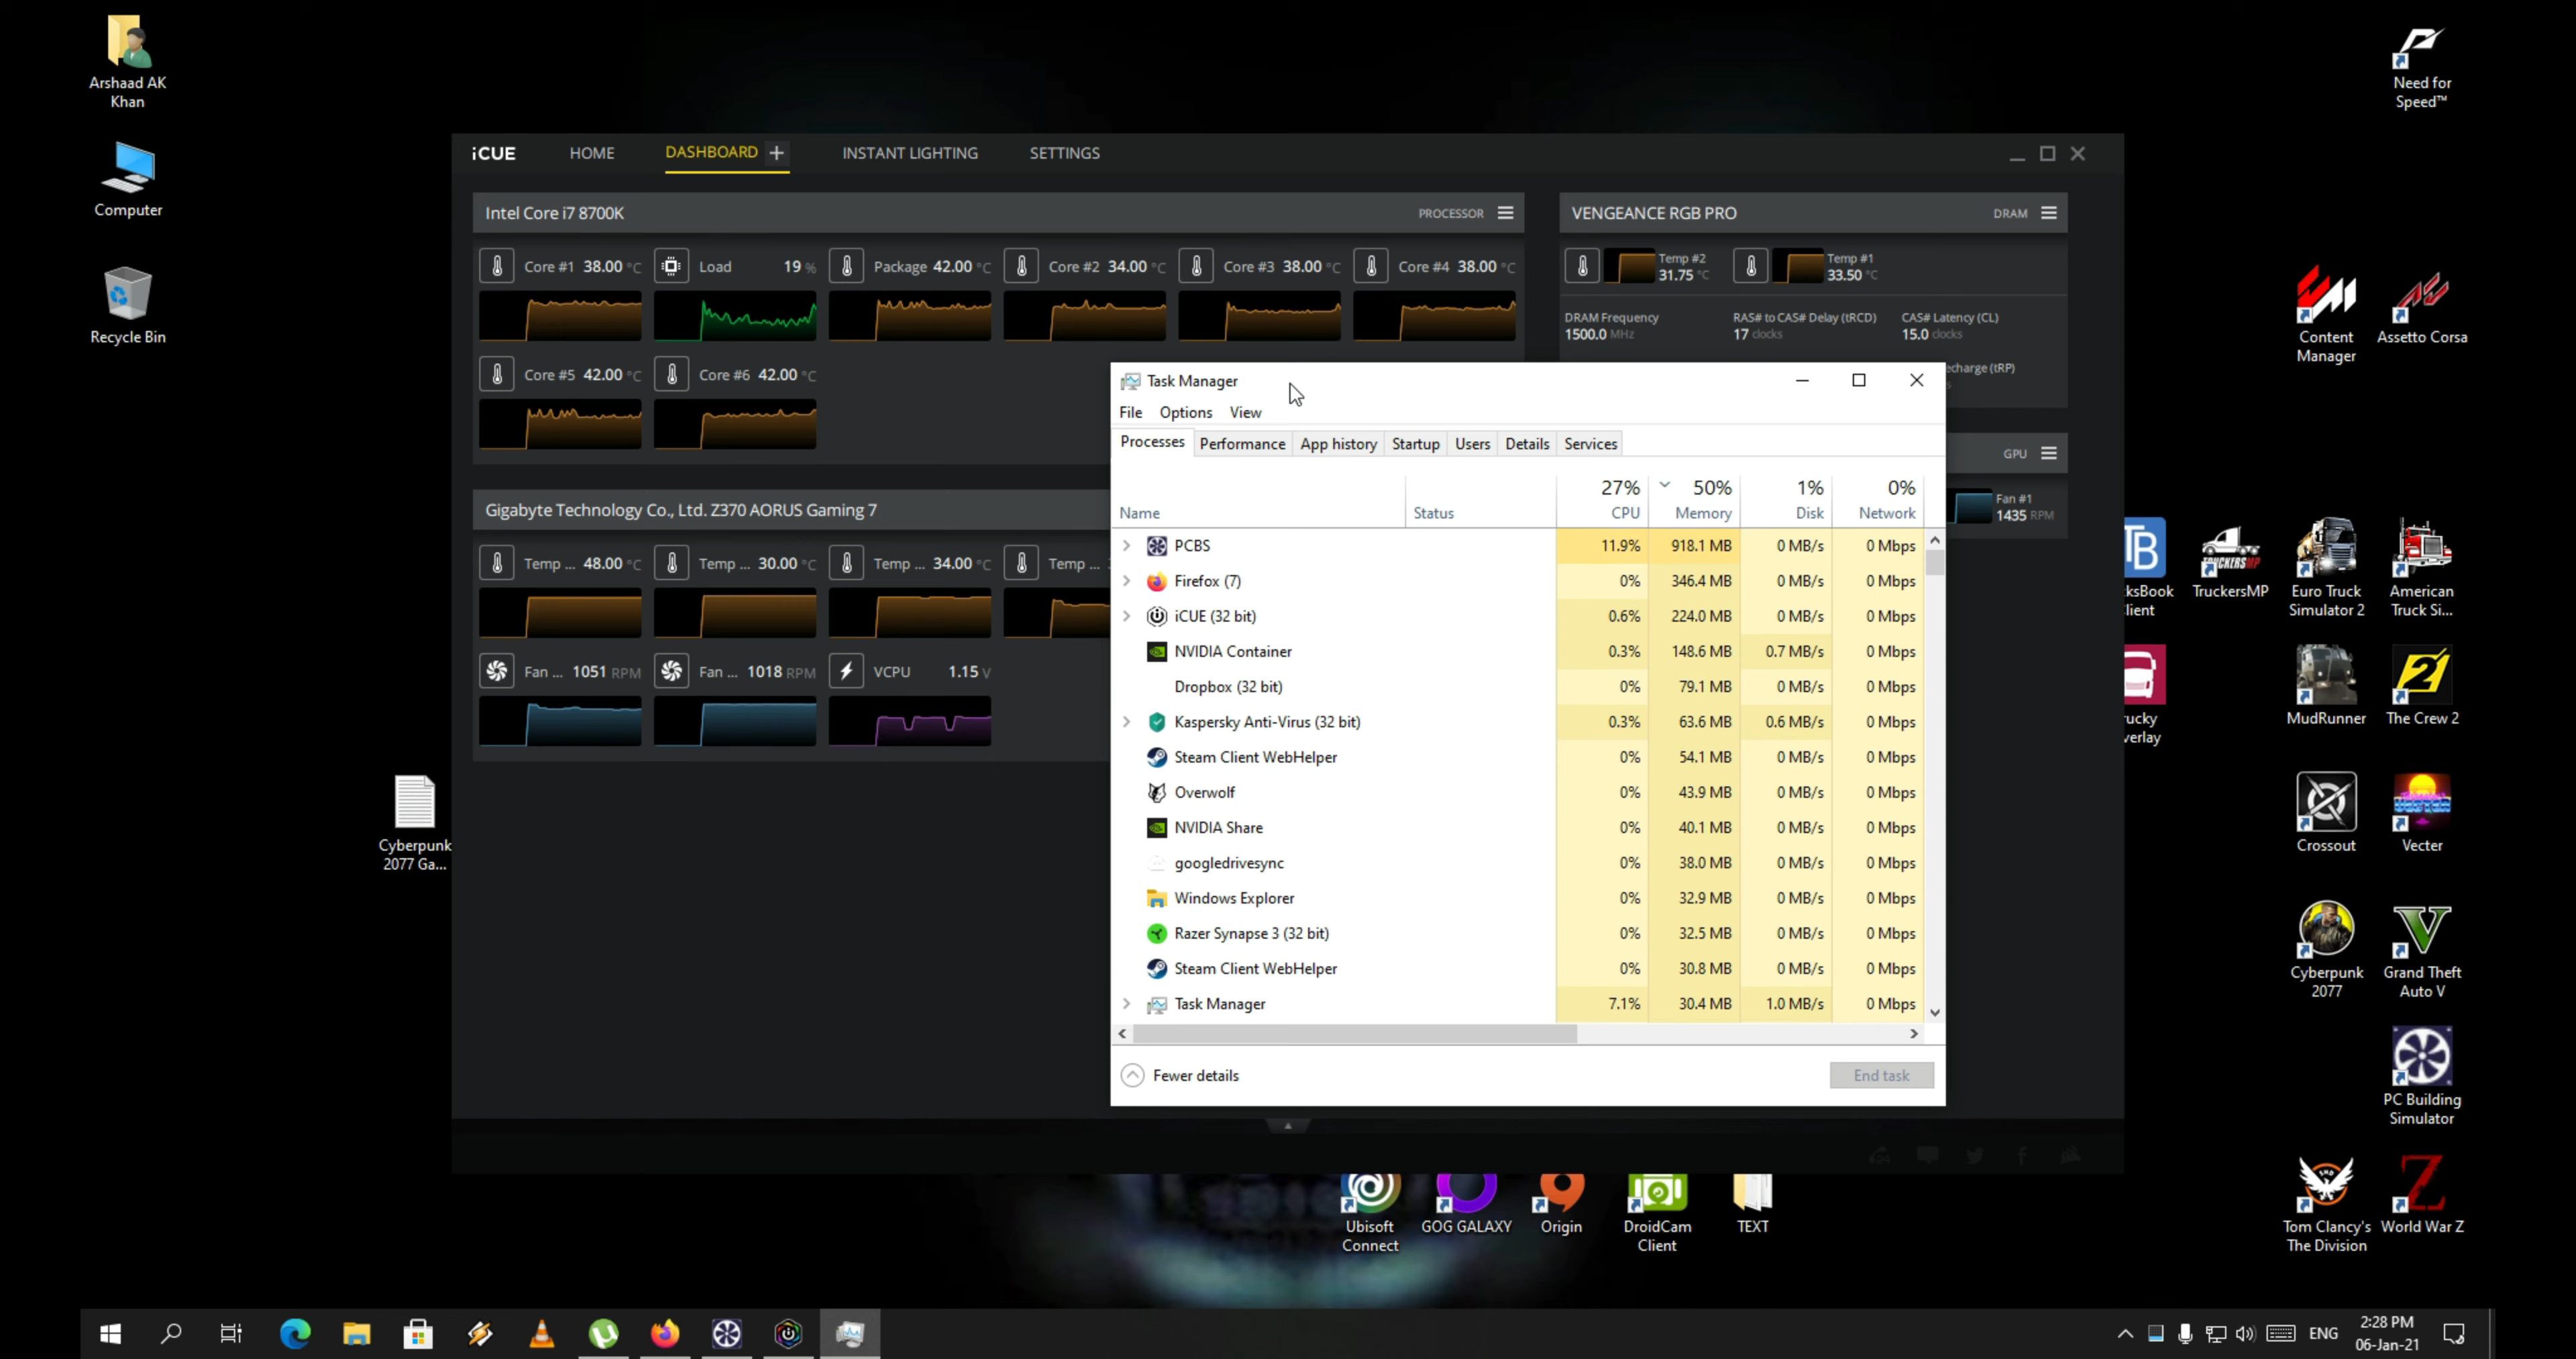 Arshaad AK
Khan
Computer
Recycle Bin
Cyberpunk
2077 Ga...
iCUE HOME DASHBOARD + INSTANT LIGHTING SETTINGS
Intel Core i7 8700K PROCESSOR
Core #1 38.00 °C Load 19 % Package 42.00 °C Core #2 34.00 °C Core #3 38.00 °C Core #4 38.00 °C
Core #5 42.00 °C Core #6 42.00 °C
Gigabyte Technology Co., Ltd. Z370 AORUS Gaming 7
Temp ... 48.00 °C Temp ... 30.00 °C Temp ... 34.00 °C Temp ...
Fan ... 1051 RPM Fan ... 1018 RPM VCPU 1.15 V
VENGEANCE RGB PRO DRAM
Temp #2
31.75 °C
Temp #1
33.50 °C
DRAM Frequency
1500.0 MHz
RAS# to CAS# Delay (tRCD)
17 clocks
CAS# Latency (CL)
15.0 clocks
echarge (tRP)
s
GPU
Fan #1
1435 RPM
Task Manager
File Options View
Processes Performance App history Startup Users Details Services
27% 50% 1% 0%
Name Status CPU Memory Disk Network
PCBS 11.9% 918.1 MB 0 MB/s 0 Mbps
Firefox (7) 0% 346.4 MB 0 MB/s 0 Mbps
iCUE (32 bit) 0.6% 224.0 MB 0 MB/s 0 Mbps
NVIDIA Container 0.3% 148.6 MB 0.7 MB/s 0 Mbps
Dropbox (32 bit) 0% 79.1 MB 0 MB/s 0 Mbps
Kaspersky Anti-Virus (32 bit) 0.3% 63.6 MB 0.6 MB/s 0 Mbps
Steam Client WebHelper 0% 54.1 MB 0 MB/s 0 Mbps
Overwolf 0% 43.9 MB 0 MB/s 0 Mbps
NVIDIA Share 0% 40.1 MB 0 MB/s 0 Mbps
googledrivesync 0% 38.0 MB 0 MB/s 0 Mbps
Windows Explorer 0% 32.9 MB 0 MB/s 0 Mbps
Razer Synapse 3 (32 bit) 0% 32.5 MB 0 MB/s 0 Mbps
Steam Client WebHelper 0% 30.8 MB 0 MB/s 0 Mbps
Task Manager 7.1% 30.4 MB 1.0 MB/s 0 Mbps
Fewer details End task
Need for
Speed™
Content
Manager
Assetto Corsa
TB
cksBook
lient
TRUCKERSMP
TruckersMP
Euro Truck
Simulator 2
American
Truck Si...
ucky
verlay
MudRunner
2
The Crew 2
Crossout
Vecter
Cyberpunk
2077
V
Grand Theft
Auto V
PC Building
Simulator
Tom Clancy's
The Division
Z
World War Z
Ubisoft
Connect
GOG GALAXY
Origin
DroidCam
Client
TEXT
ENG
2:28 PM
06-Jan-21